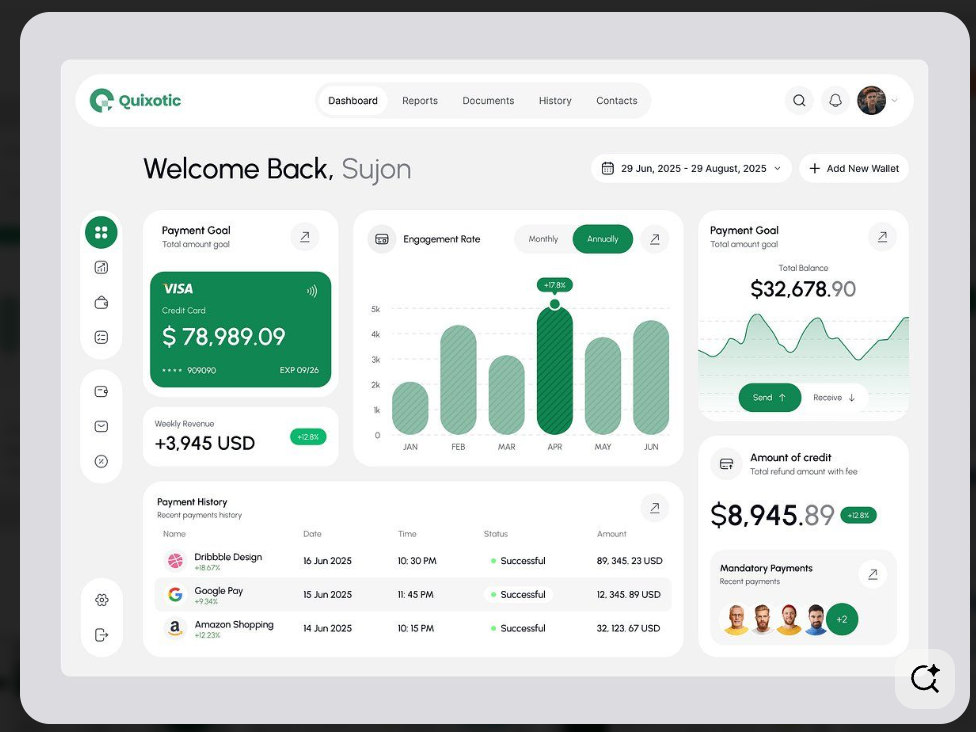 Quixotic
Dashboard Reports Documents History Contacts
Welcome Back, Sujon
29 Jun, 2025 - 29 August, 2025
Add New Wallet
Payment Goal
Total amount goal
VISA
Credit Card
$ 78,989.09
**** 909090 EXP 09/26
Weekly Revenue
+3,945 USD
+12.8%
Engagement Rate
Monthly Annually
+17.8%
5k
4k
3k
2k
1k
0
JAN FEB MAR APR MAY JUN
Payment Goal
Total amount goal
Total Balance
$32,678.90
Send Receive
Amount of credit
Total refund amount with fee
$8,945.89
+12.8%
Mandatory Payments
Recent payments
+2
Payment History
Recent payments history
Name Date Time Status Amount
Dribbble Design 16 Jun 2025 10: 30 PM Successful 89, 345. 23 USD
+18.67%
Google Pay 15 Jun 2025 11: 45 PM Successful 12, 345. 89 USD
+9.34%
Amazon Shopping 14 Jun 2025 10: 15 PM Successful 32, 123. 67 USD
+12.23%